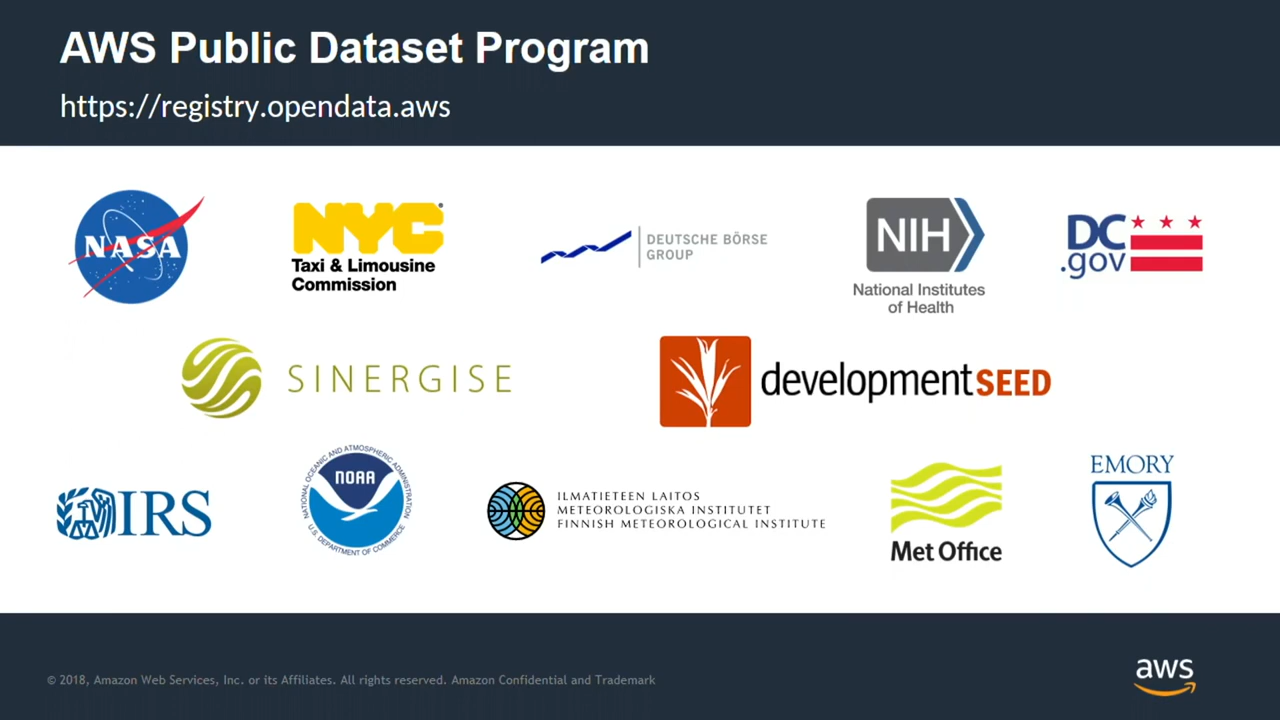 AWS Public Dataset Program
https://registry.opendata.aws
NASA
NYC
Taxi & Limousine
Commission
DEUTSCHE BÖRSE
GROUP
NIH
National Institutes
of Health
DC
.gov
SINERGISE
developmentSEED
IRS
NATIONAL OCEANIC AND ATMOSPHERIC ADMINISTRATION
NOAA
U.S. DEPARTMENT OF COMMERCE
ILMATIETEEN LAITOS
METEOROLOGISKA INSTITUTET
FINNISH METEOROLOGICAL INSTITUTE
Met Office
EMORY
© 2018, Amazon Web Services, Inc. or its Affiliates. All rights reserved. Amazon Confidential and Trademark
aws